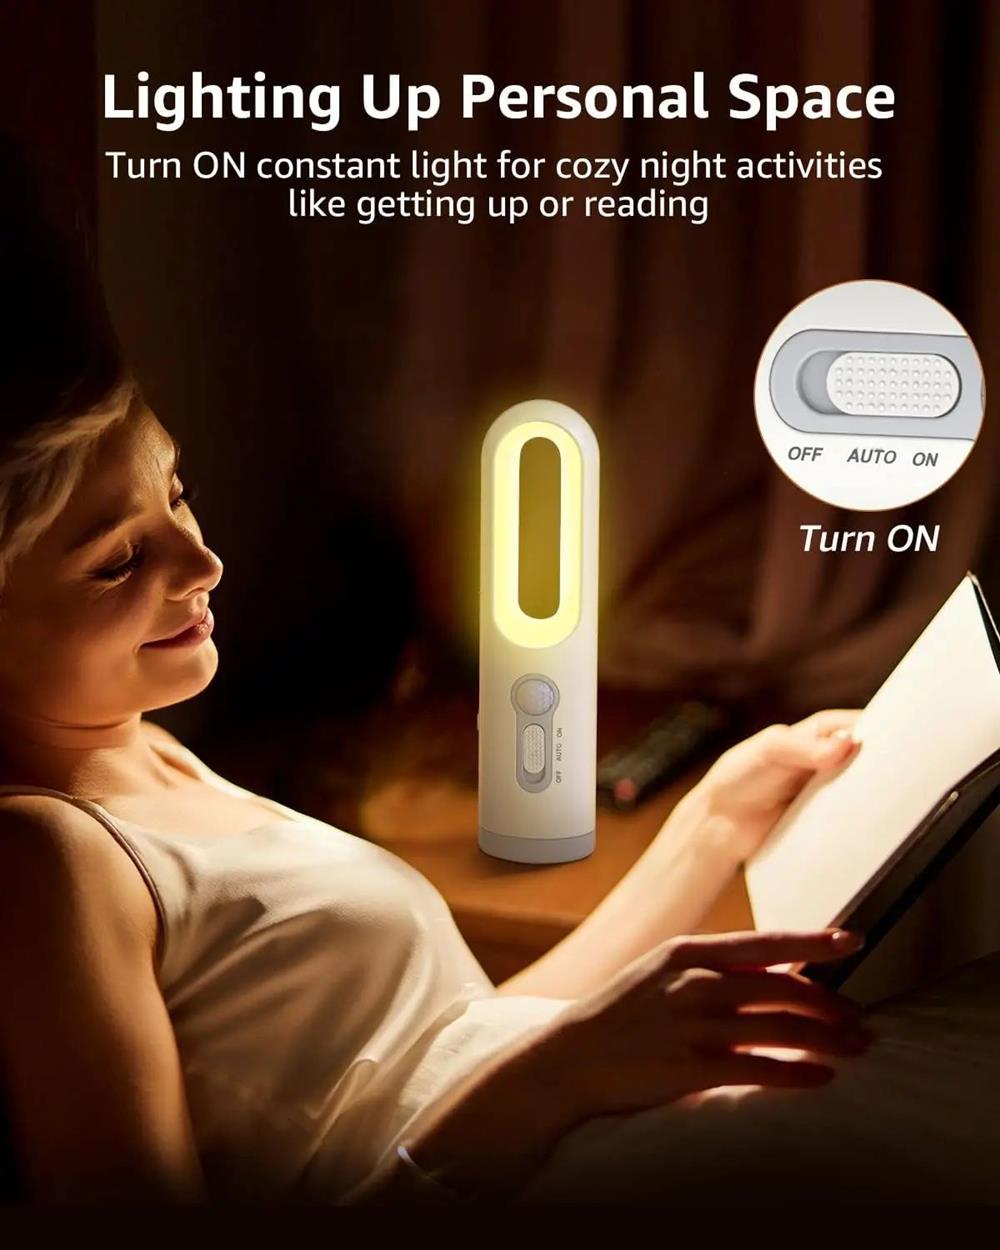 Lighting Up Personal Space
Turn ON constant light for cozy night activities
like getting up or reading
OFF AUTO ON
Turn ON
OFF AUTO ON